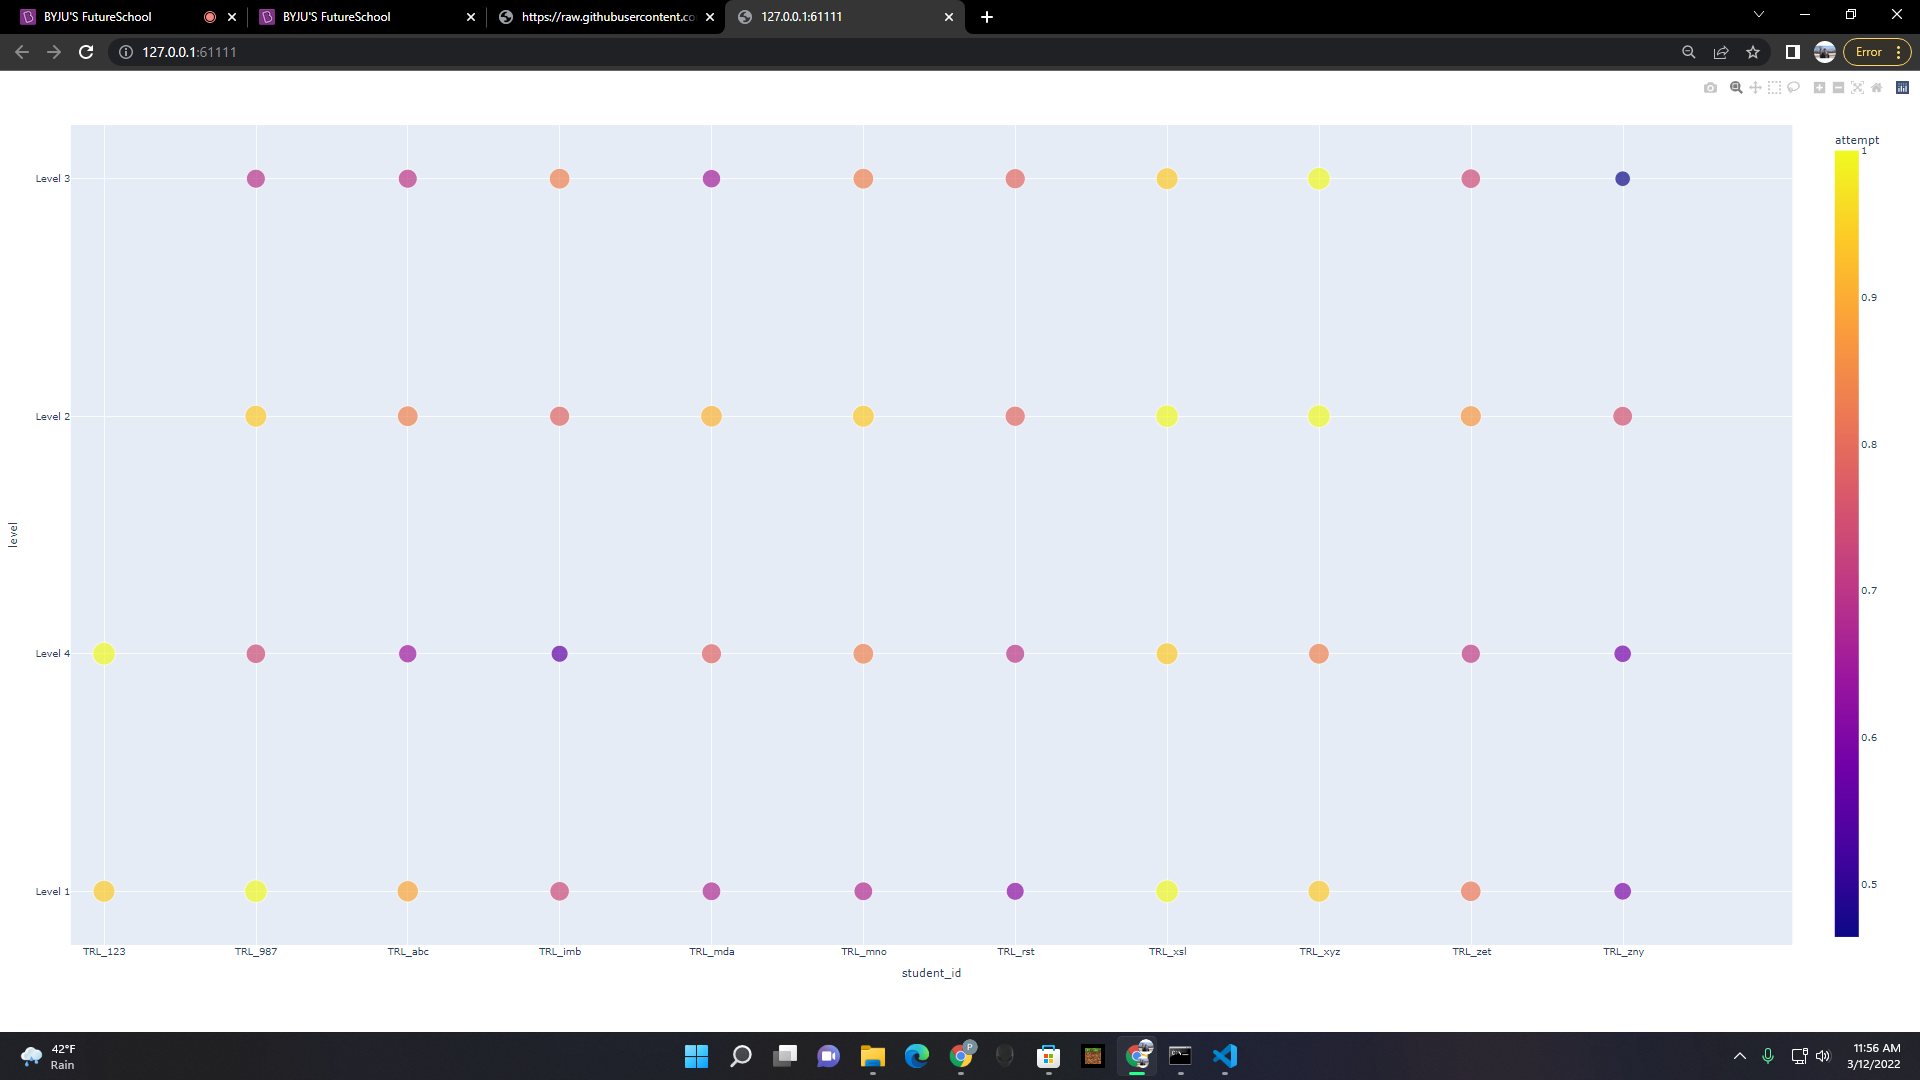 BYJU'S FutureSchool
BYJU'S FutureSchool
https://raw.githubusercontent.co
127.0.0.1:61111
127.0.0.1:61111
Error
attempt
1
0.9
0.8
0.7
0.6
0.5
Level 3
Level 2
Level 4
Level 1
level
TRL_123 TRL_987 TRL_abc TRL_imb TRL_mda TRL_mno TRL_rst TRL_xsl TRL_xyz TRL_zet TRL_zny
student_id
42°F
Rain
P
11:56 AM
3/12/2022